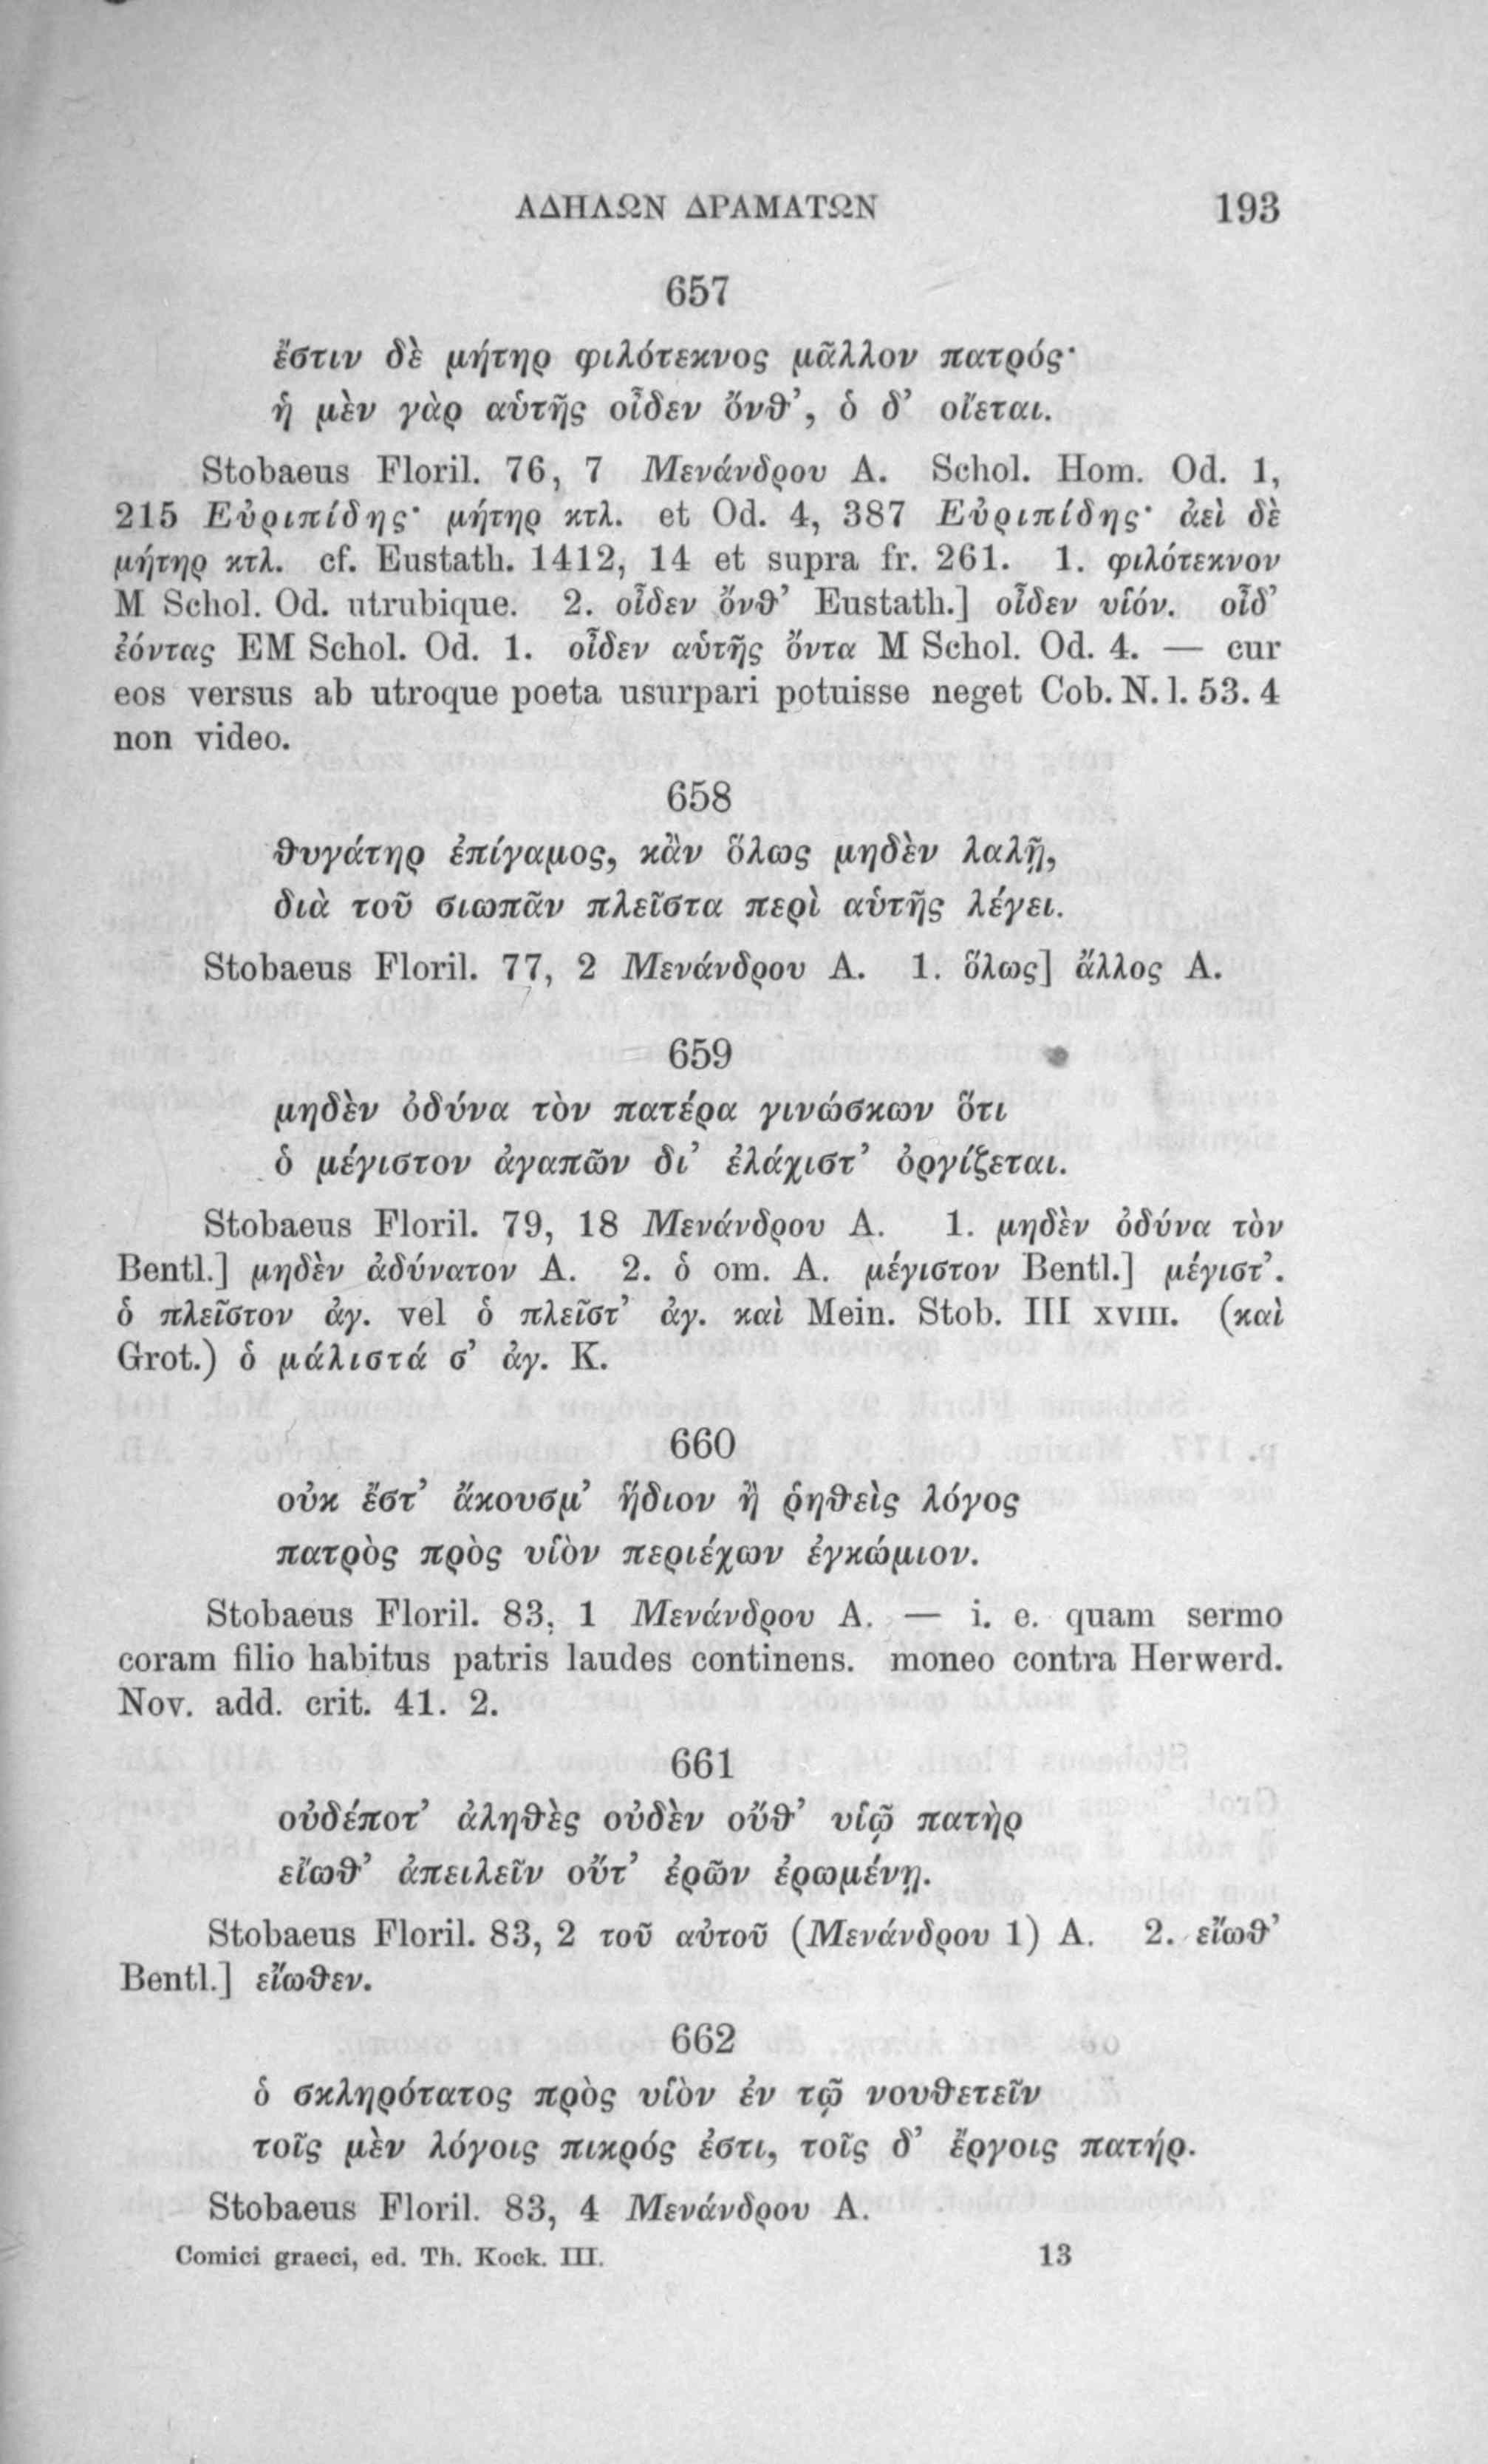 ΑΔΗΛΩΝ ΔΡΑΜΑΤΩΝ 193
657
ἔστιν δὲ μήτηρ φιλότεκνος μᾶλλον πατρός·
ἡ μὲν γὰρ αὑτῆς οἶδεν ὄνθ’, ὁ δ’ οἴεται.
Stobaeus Floril. 76, 7 Μενάνδρου A. Schol. Hom. Od. 1,
215 Εὐριπίδης· μήτηρ κτλ. et Od. 4, 387 Εὐριπίδης· ἀεὶ δὲ
μήτηρ κτλ. cf. Eustath. 1412, 14 et supra fr. 261. 1. φιλότεκνον
M Schol. Od. utrubique. 2. οἶδεν ὄνθ’ Eustath.] οἶδεν υἱόν. οἶδ’
ἐόντας EM Schol. Od. 1. οἶδεν αὑτῆς ὄντα M Schol. Od. 4. — cur
eos versus ab utroque poeta usurpari potuisse neget Cob. N. l. 53. 4
non video.
658
θυγάτηρ ἐπίγαμος, κἂν ὅλως μηδὲν λαλῇ,
διὰ τοῦ σιωπᾶν πλεῖστα περὶ αὑτῆς λέγει.
Stobaeus Floril. 77, 2 Μενάνδρου A. 1. ὅλως] ἄλλος A.
659
μηδὲν ὀδύνα τὸν πατέρα γινώσκων ὅτι
ὁ μέγιστον ἀγαπῶν δι’ ἐλάχιστ’ ὀργίζεται.
Stobaeus Floril. 79, 18 Μενάνδρου A. 1. μηδὲν ὀδύνα τὸν
Bentl.] μηδὲν ἀδύνατον A. 2. ὁ om. A. μέγιστον Bentl.] μέγιστ’.
ὁ πλεῖστον ἀγ. vel ὁ πλεῖστ’ ἀγ. καὶ Mein. Stob. III XVIII. (καὶ
Grot.) ὁ μάλιστά σ’ ἀγ. K.
660
οὐκ ἔστ’ ἄκουσμ’ ἥδιον ἢ ῥηθεὶς λόγος
πατρὸς πρὸς υἱὸν περιέχων ἐγκώμιον.
Stobaeus Floril. 83, 1 Μενάνδρου A. — i. e. quam sermo
coram filio habitus patris laudes continens. moneo contra Herwerd.
Nov. add. crit. 41. 2.
661
οὐδέποτ’ ἀληθὲς οὐδὲν οὔθ’ υἱῷ πατὴρ
εἴωθ’ ἀπειλεῖν οὔτ’ ἐρῶν ἐρωμένῃ.
Stobaeus Floril. 83, 2 τοῦ αὐτοῦ (Μενάνδρου 1) A. 2. εἴωθ’
Bentl.] εἴωθεν.
662
ὁ σκληρότατος πρὸς υἱὸν ἐν τῷ νουθετεῖν
τοῖς μὲν λόγοις πικρός ἐστι, τοῖς δ’ ἔργοις πατήρ.
Stobaeus Floril. 83, 4 Μενάνδρου A.
Comici graeci, ed. Th. Kock. III. 13